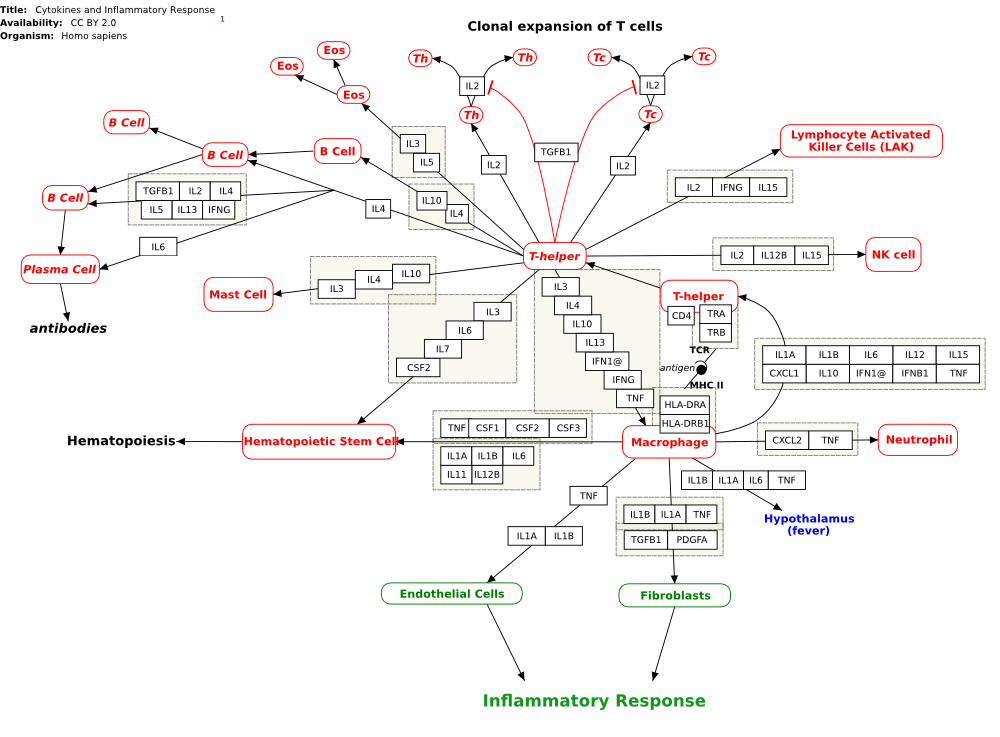 Title: Cytokines and Inflammatory Response
1
Availability: CC BY 2.0
Organism: Homo sapiens
Clonal expansion of T cells
Eos
Eos
Eos
Th
Th
IL2
Th
Tc
Tc
IL2
Tc
B Cell
B Cell
B Cell
B Cell
IL3
IL5
IL2
TGFB1
IL2
Lymphocyte Activated
Killer Cells (LAK)
TGFB1 IL2 IL4
IL5 IL13 IFNG
IL10
IL4
IL4
IL2 IFNG IL15
IL6
Plasma Cell
antibodies
T-helper
IL2 IL12B IL15
NK cell
Mast Cell
IL3
IL4
IL10
IL3
IL6
IL7
CSF2
IL3
IL4
IL10
IL13
IFN1@
IFNG
TNF
T-helper
CD4
TRA
TRB
TCR
antigen
MHC II
HLA-DRA
HLA-DRB1
IL1A IL1B IL6 IL12 IL15
CXCL1 IL10 IFN1@ IFNB1 TNF
Hematopoiesis
Hematopoietic Stem Cell
TNF CSF1 CSF2 CSF3
IL1A IL1B IL6
IL11 IL12B
Macrophage
CXCL2 TNF
Neutrophil
IL1B IL1A IL6 TNF
Hypothalamus
(fever)
TNF
IL1A IL1B
IL1B IL1A TNF
TGFB1 PDGFA
Endothelial Cells
Fibroblasts
Inflammatory Response